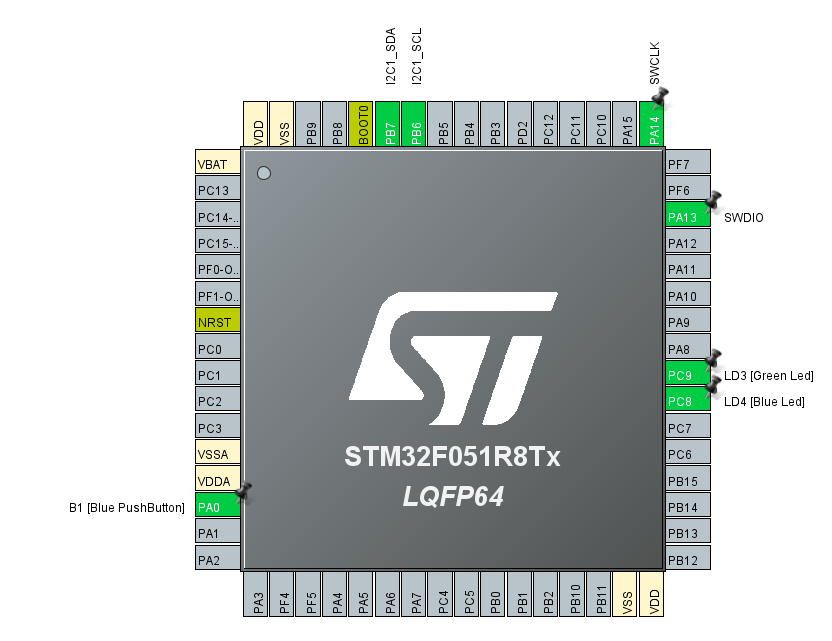 I2C1_SDA
I2C1_SCL
SWCLK
VDD
VSS
PB9
PB8
BOOT0
PB7
PB6
PB5
PB4
PB3
PD2
PC12
PC11
PC10
PA15
PA14
VBAT
PC13
PC14-..
PC15-..
PF0-O..
PF1-O..
NRST
PC0
PC1
PC2
PC3
VSSA
VDDA
B1 [Blue PushButton] PA0
PA1
PA2
ST
STM32F051R8Tx
LQFP64
PF7
PF6
PA13 SWDIO
PA12
PA11
PA10
PA9
PA8
PC9 LD3 [Green Led]
PC8 LD4 [Blue Led]
PC7
PC6
PB15
PB14
PB13
PB12
PA3
PF4
PF5
PA4
PA5
PA6
PA7
PC4
PC5
PB0
PB1
PB2
PB10
PB11
VSS
VDD